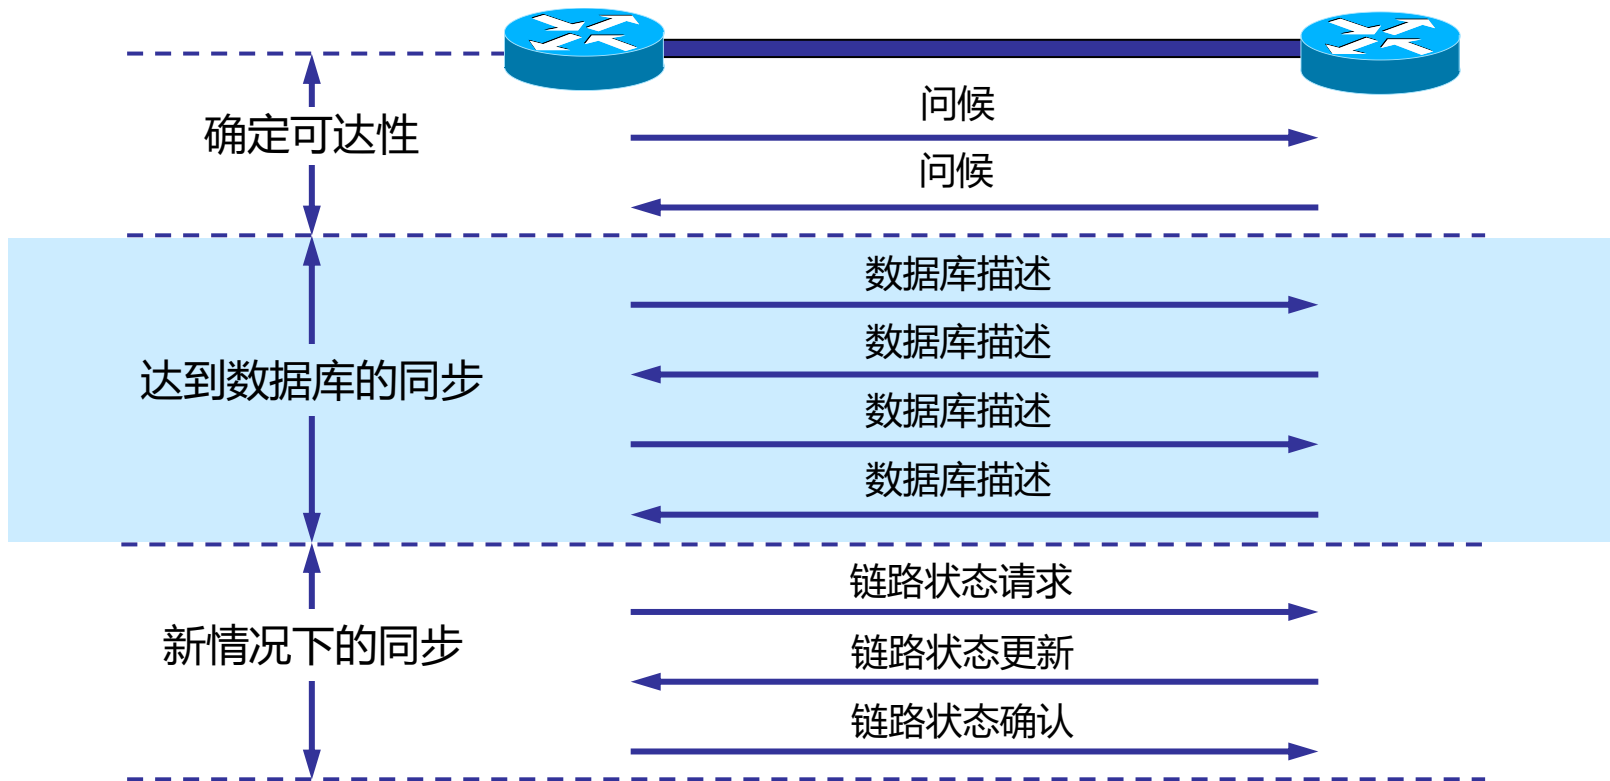 问候
确定可达性
问候
数据库描述
数据库描述
达到数据库的同步
数据库描述
数据库描述
链路状态请求
新情况下的同步
链路状态更新
链路状态确认